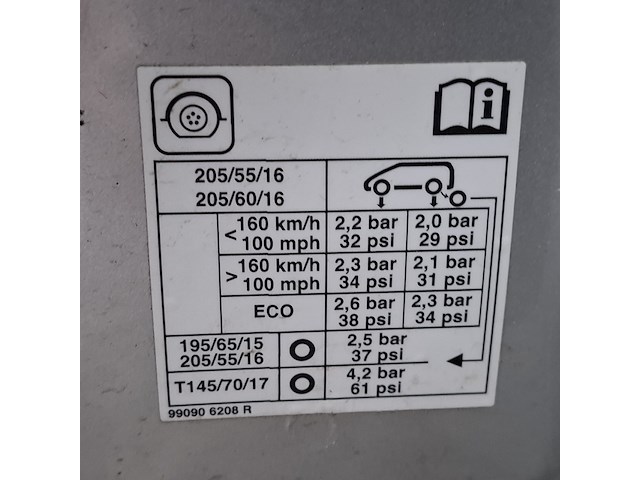 205/55/16
205/60/16
< 160 km/h 2,2 bar 2,0 bar
100 mph 32 psi 29 psi
> 160 km/h 2,3 bar 2,1 bar
100 mph 34 psi 31 psi
ECO 2,6 bar 2,3 bar
38 psi 34 psi
195/65/15 2,5 bar
205/55/16 37 psi
T145/70/17 4,2 bar
61 psi
99090 6208 R